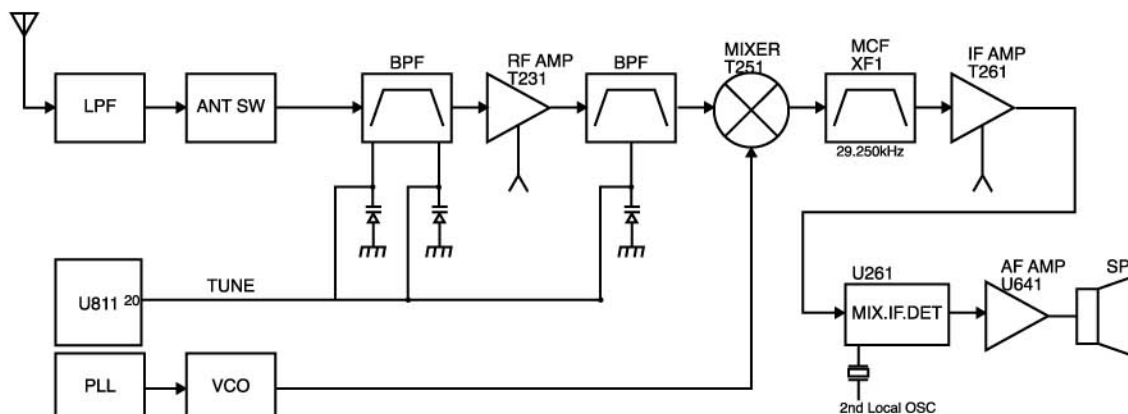 LPF
ANT SW
BPF
RF AMP
T231
BPF
MIXER
T251
MCF
XF1
29.250kHz
IF AMP
T261
U811 20
TUNE
PLL
VCO
U261
MIX.IF.DET
2nd Local OSC
AF AMP
U641
SP